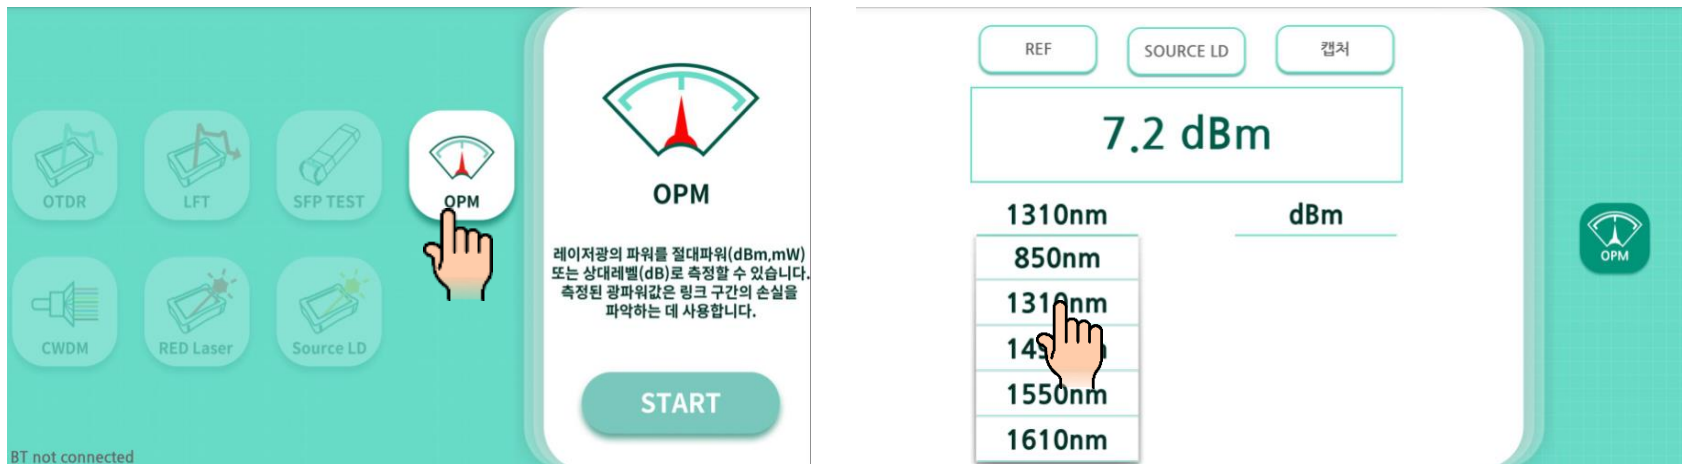 OTDR
LFT
SFP TEST
OPM
CWDM
RED Laser
Source LD
BT not connected
OPM
레이저광의 파워를 절대파워(dBm,mW)
또는 상대레벨(dB)로 측정할 수 있습니다.
측정된 광파워값은 링크 구간의 손실을
파악하는 데 사용합니다.
START
REF
SOURCE LD
캡처
7.2 dBm
1310nm
dBm
850nm
1310nm
1550nm
1610nm
OPM